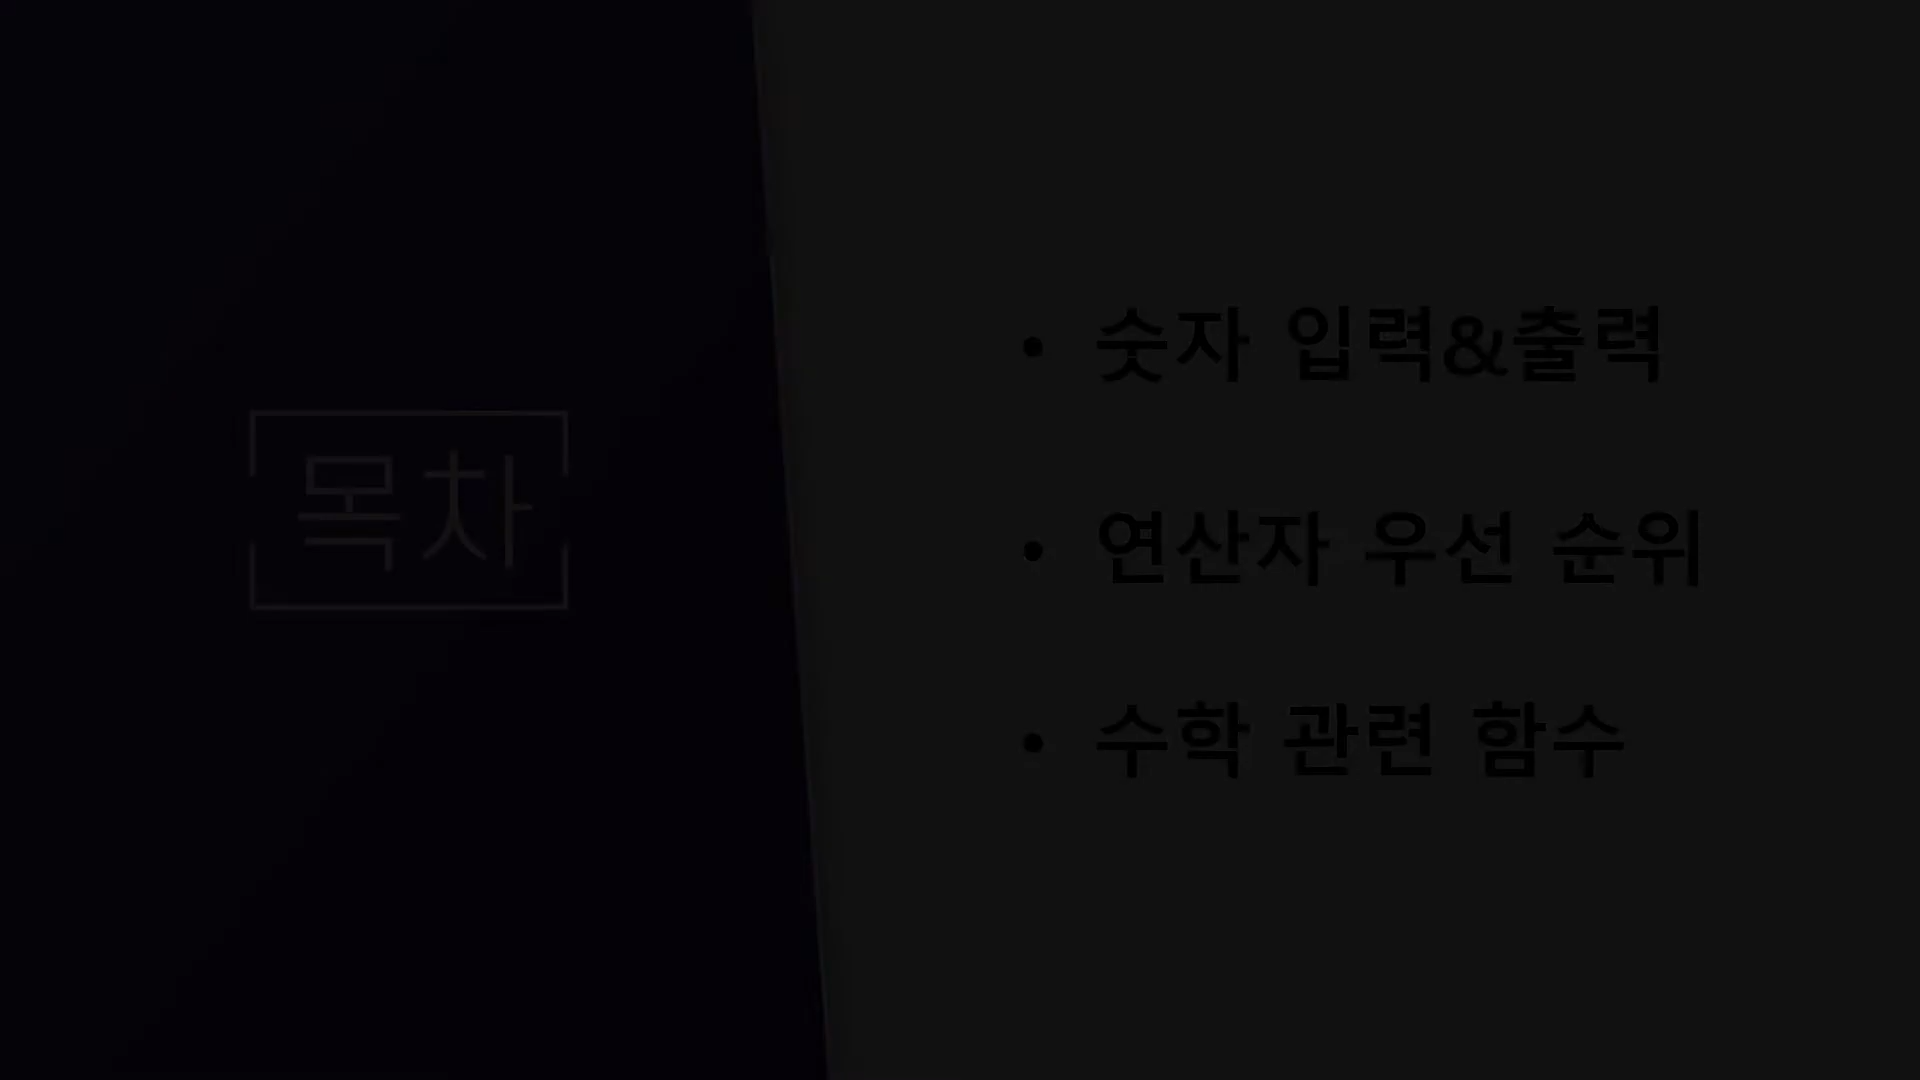 목차
• 숫자 입력&출력
• 연산자 우선 순위
• 수학 관련 함수